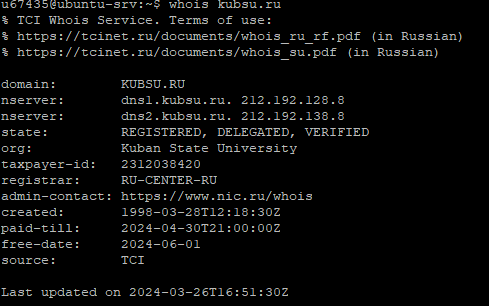 u67435@ubuntu-srv:~$ whois kubsu.ru
% TCI Whois Service. Terms of use:
% https://tcinet.ru/documents/whois_ru_rf.pdf (in Russian)
% https://tcinet.ru/documents/whois_su.pdf (in Russian)

domain:        KUBSU.RU
nserver:       dns1.kubsu.ru. 212.192.128.8
nserver:       dns2.kubsu.ru. 212.192.138.8
state:         REGISTERED, DELEGATED, VERIFIED
org:           Kuban State University
taxpayer-id:   2312038420
registrar:     RU-CENTER-RU
admin-contact: https://www.nic.ru/whois
created:       1998-03-28T12:18:30Z
paid-till:     2024-04-30T21:00:00Z
free-date:     2024-06-01
source:        TCI

Last updated on 2024-03-26T16:51:30Z